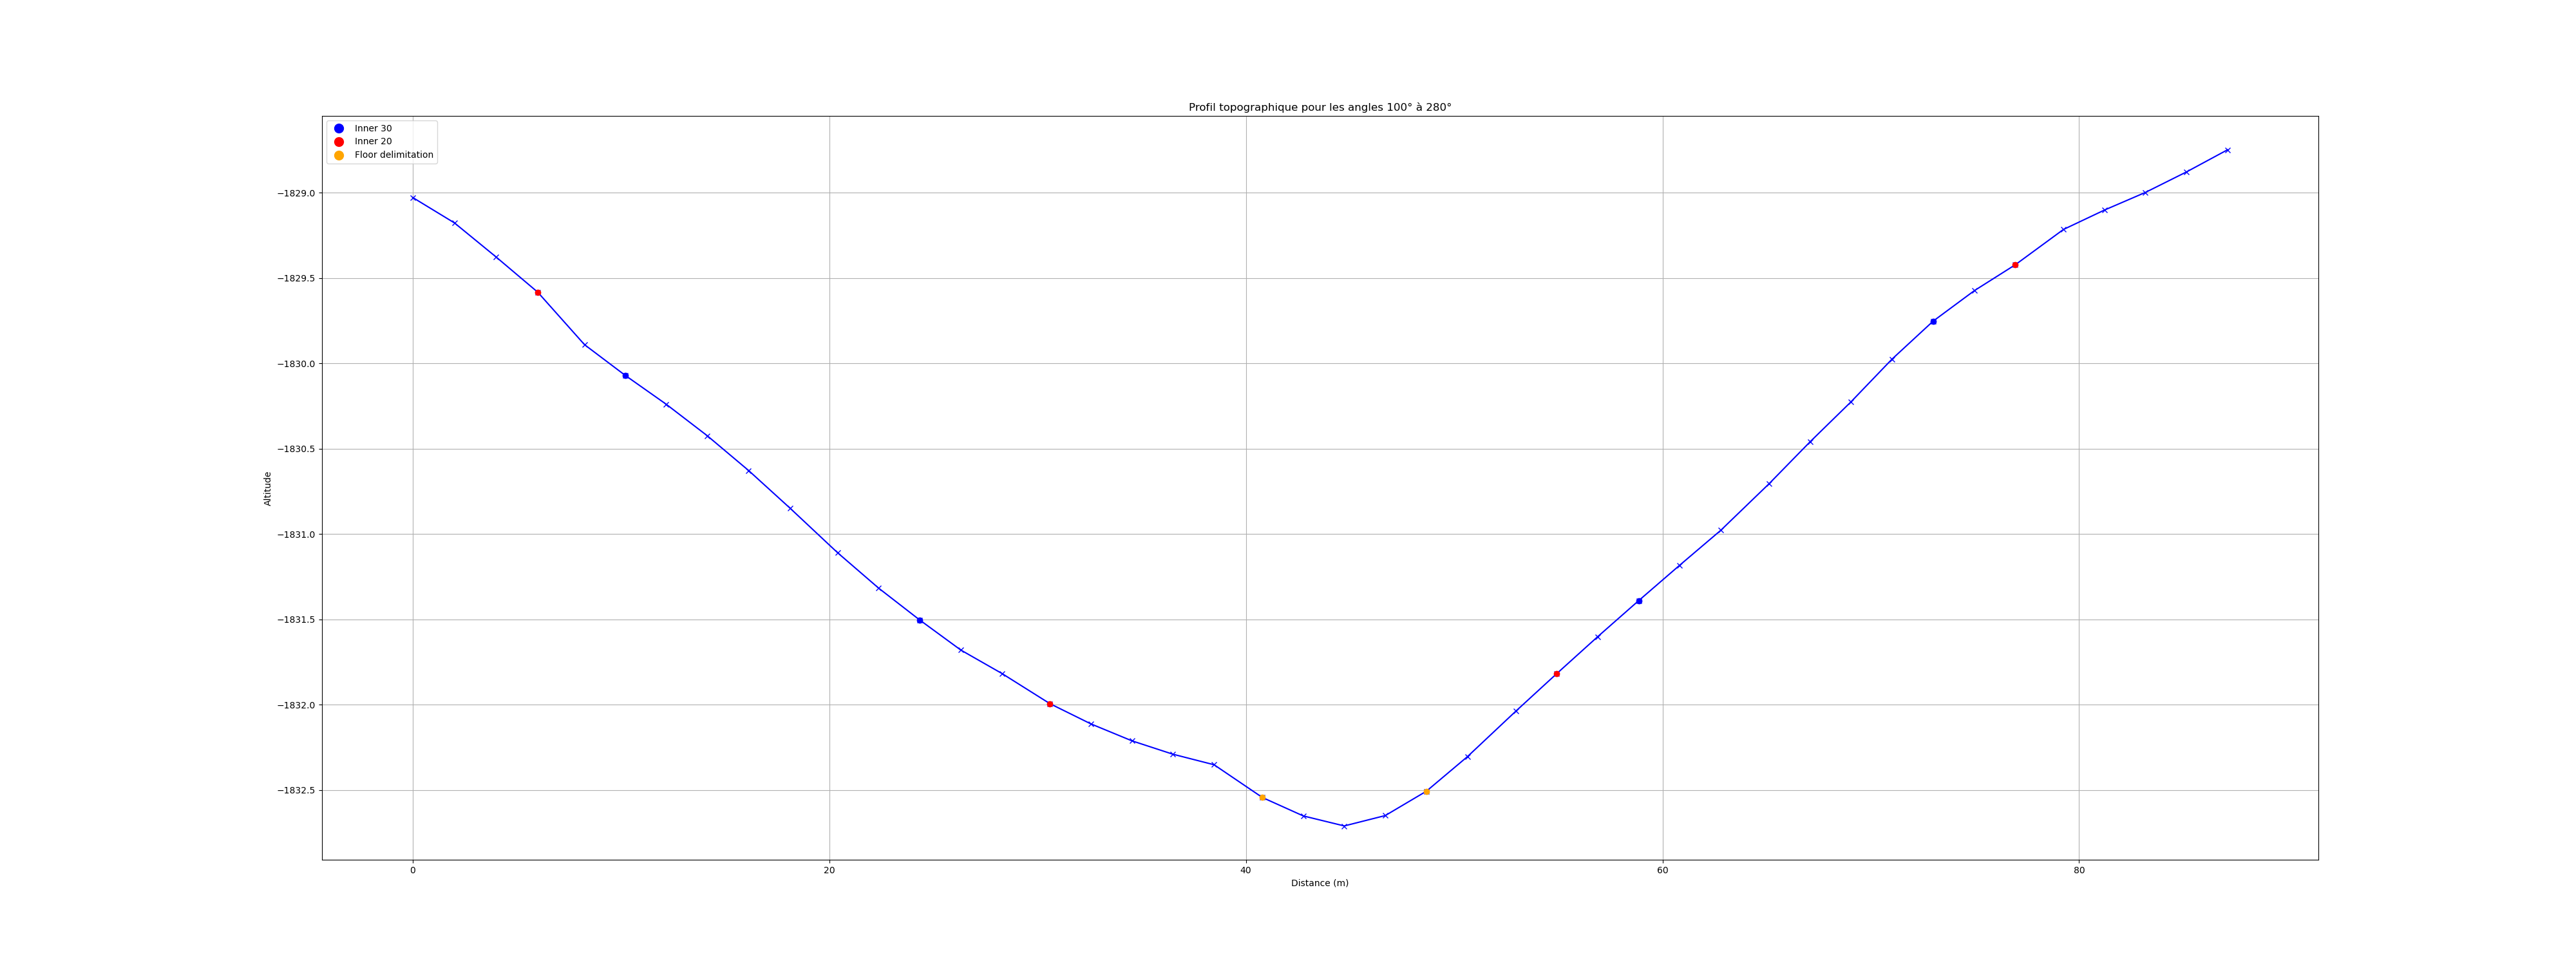 Profil topographique pour les angles 100° à 280°
Inner 30
Inner 20
Floor delimitation
−1829.0
−1829.5
−1830.0
−1830.5
−1831.0
−1831.5
−1832.0
−1832.5
Altitude
0
20
40
60
80
Distance (m)